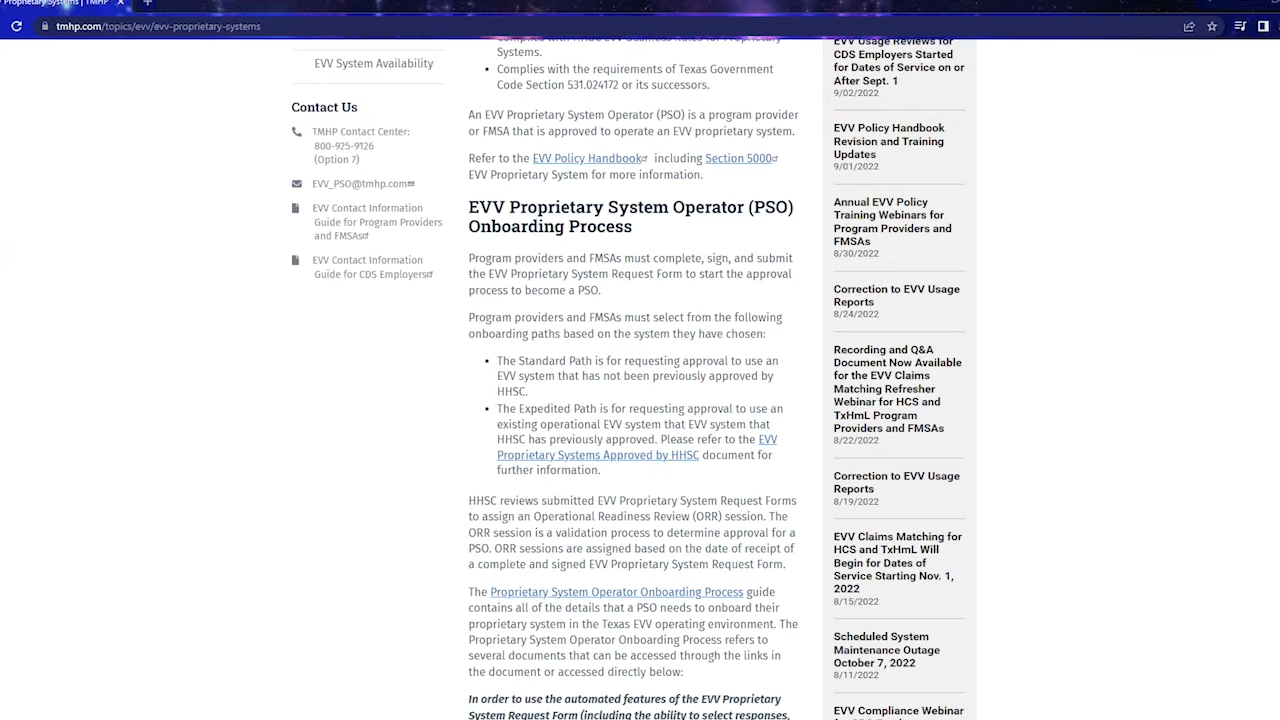 Proprietary Systems | TMHP
tmhp.com/topics/evv/evv-proprietary-systems
EVV System Availability
Contact Us
TMHP Contact Center:
800-925-9126
(Option 7)
EVV_PSO@tmhp.com
EVV Contact Information
Guide for Program Providers
and FMSAs
EVV Contact Information
Guide for CDS Employers
Systems.
• Complies with the requirements of Texas Government
Code Section 531.024172 or its successors.
An EVV Proprietary System Operator (PSO) is a program provider
or FMSA that is approved to operate an EVV proprietary system.
Refer to the EVV Policy Handbook including Section 5000
EVV Proprietary System for more information.
EVV Proprietary System Operator (PSO)
Onboarding Process
Program providers and FMSAs must complete, sign, and submit
the EVV Proprietary System Request Form to start the approval
process to become a PSO.
Program providers and FMSAs must select from the following
onboarding paths based on the system they have chosen:
• The Standard Path is for requesting approval to use an
EVV system that has not been previously approved by
HHSC.
• The Expedited Path is for requesting approval to use an
existing operational EVV system that EVV system that
HHSC has previously approved. Please refer to the EVV
Proprietary Systems Approved by HHSC document for
further information.
HHSC reviews submitted EVV Proprietary System Request Forms
to assign an Operational Readiness Review (ORR) session. The
ORR session is a validation process to determine approval for a
PSO. ORR sessions are assigned based on the date of receipt of
a complete and signed EVV Proprietary System Request Form.
The Proprietary System Operator Onboarding Process guide
contains all of the details that a PSO needs to onboard their
proprietary system in the Texas EVV operating environment. The
Proprietary System Operator Onboarding Process refers to
several documents that can be accessed through the links in
the document or accessed directly below:
In order to use the automated features of the EVV Proprietary
System Request Form (including the ability to select responses,
EVV Usage Reviews for
CDS Employers Started
for Dates of Service on or
After Sept. 1
9/02/2022
EVV Policy Handbook
Revision and Training
Updates
9/01/2022
Annual EVV Policy
Training Webinars for
Program Providers and
FMSAs
8/30/2022
Correction to EVV Usage
Reports
8/24/2022
Recording and Q&A
Document Now Available
for the EVV Claims
Matching Refresher
Webinar for HCS and
TxHmL Program
Providers and FMSAs
8/22/2022
Correction to EVV Usage
Reports
8/19/2022
EVV Claims Matching for
HCS and TxHmL Will
Begin for Dates of
Service Starting Nov. 1,
2022
8/15/2022
Scheduled System
Maintenance Outage
October 7, 2022
8/11/2022
EVV Compliance Webinar